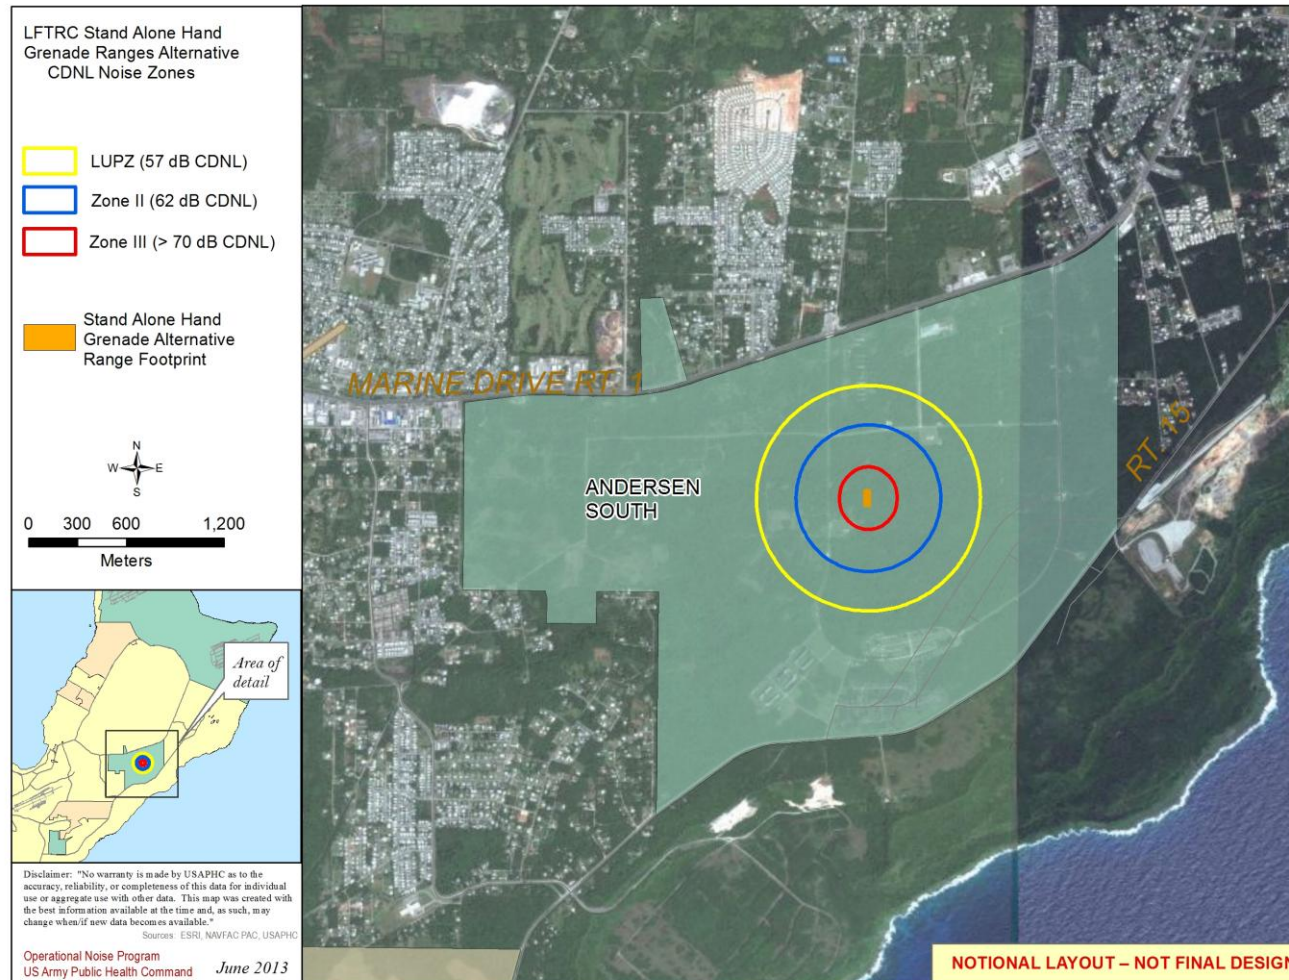 LFTRC Stand Alone Hand
Grenade Ranges Alternative
CDNL Noise Zones
LUPZ (57 dB CDNL)
Zone II (62 dB CDNL)
Zone III (> 70 dB CDNL)
Stand Alone Hand
Grenade Alternative
Range Footprint
N
W E
S
0 300 600 1,200
Meters
Area of
detail
Disclaimer: "No warranty is made by USAPHC as to the
accuracy, reliability, or completeness of this data for individual
use or aggregate use with other data. This map was created with
the best information available at the time and, as such, may
change when/if new data becomes available."
Sources: ESRI, NAVFAC PAC, USAPHC
Operational Noise Program
US Army Public Health Command June 2013
MARINE DRIVE RT. 1
ANDERSEN
SOUTH
RT. 15
NOTIONAL LAYOUT – NOT FINAL DESIGN